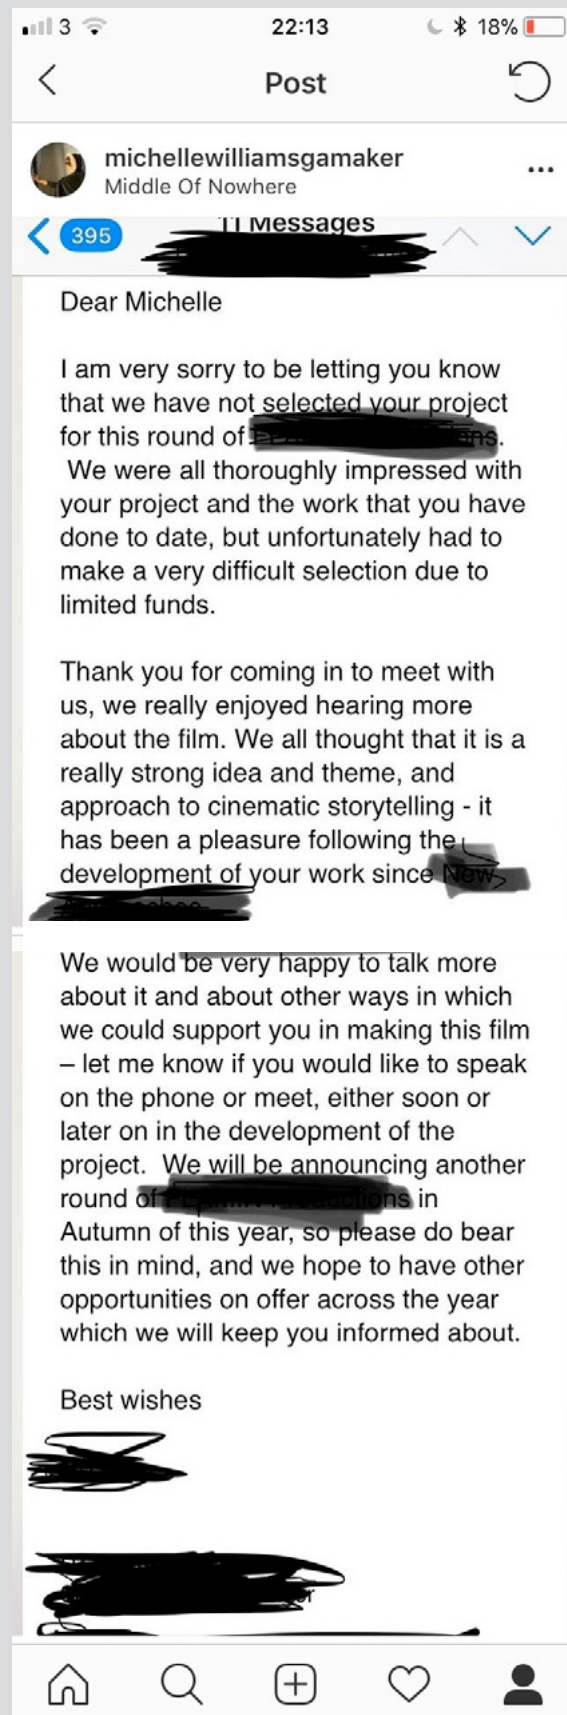 3
22:13
18%
Post
michellewilliamsgamaker
Middle Of Nowhere
395
11 Messages
Dear Michelle
I am very sorry to be letting you know
that we have not selected your project
for this round of
We were all thoroughly impressed with
your project and the work that you have
done to date, but unfortunately had to
make a very difficult selection due to
limited funds.
Thank you for coming in to meet with
us, we really enjoyed hearing more
about the film. We all thought that it is a
really strong idea and theme, and
approach to cinematic storytelling - it
has been a pleasure following the
development of your work since New
We would be very happy to talk more
about it and about other ways in which
we could support you in making this film
– let me know if you would like to speak
on the phone or meet, either soon or
later on in the development of the
project.  We will be announcing another
round of in
Autumn of this year, so please do bear
this in mind, and we hope to have other
opportunities on offer across the year
which we will keep you informed about.
Best wishes